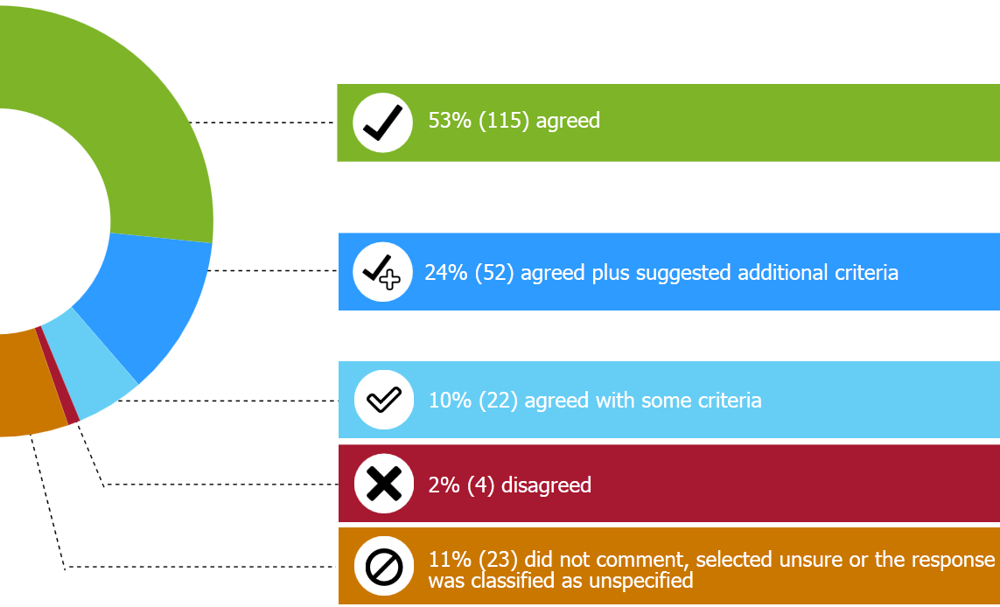 53% (115) agreed
24% (52) agreed plus suggested additional criteria
10% (22) agreed with some criteria
2% (4) disagreed
11% (23) did not comment, selected unsure or the response
was classified as unspecified